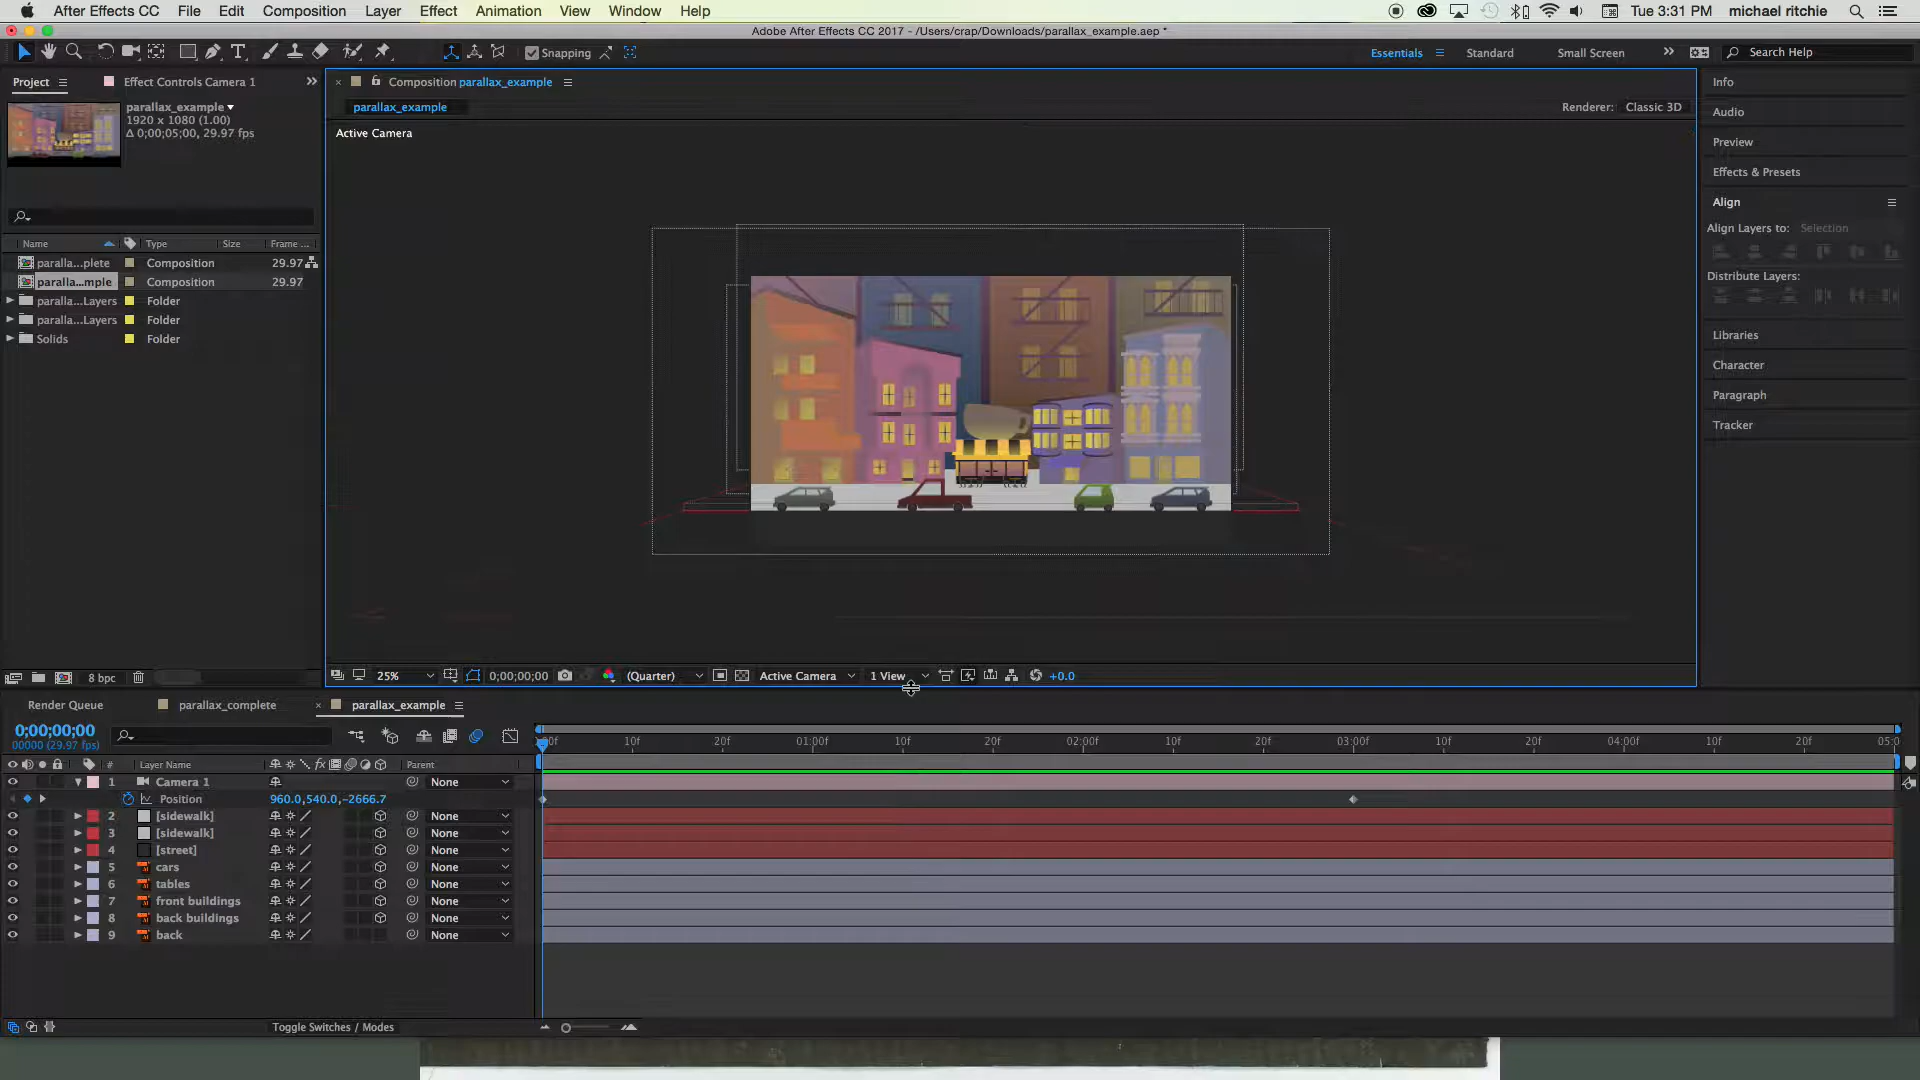 After Effects CC File Edit Composition Layer Effect Animation View Window Help Tue 3:31 PM michael ritchie
Adobe After Effects CC 2017 - /Users/crap/Downloads/parallax_example.aep *
Snapping Essentials Standard Small Screen Search Help
Project Effect Controls Camera 1 Composition parallax_example Info
parallax_example
1920 x 1080 (1.00)
Δ 0;00;05;00, 29.97 fps
parallax_example Renderer: Classic 3D
Active Camera
Audio
Preview
Effects & Presets
Align
Align Layers to: Selection
Distribute Layers:
Libraries
Character
Paragraph
Tracker
Name Type Size Frame ...
paralla...plete Composition 29.97
paralla...mple Composition 29.97
paralla...Layers Folder
paralla...Layers Folder
Solids Folder
8 bpc 25% 0;00;00;00 (Quarter) Active Camera 1 View +0.0
Render Queue parallax_complete parallax_example
0;00;00;00
00000 (29.97 fps)
:00f 10f 20f 01:00f 10f 20f 02:00f 10f 20f 03:00f 10f 20f 04:00f 10f 20f 05:0
# Layer Name Parent
1 Camera 1 None
Position 960.0,540.0,-2666.7
2 [sidewalk] None
3 [sidewalk] None
4 [street] None
5 cars None
6 tables None
7 front buildings None
8 back buildings None
9 back None
Toggle Switches / Modes